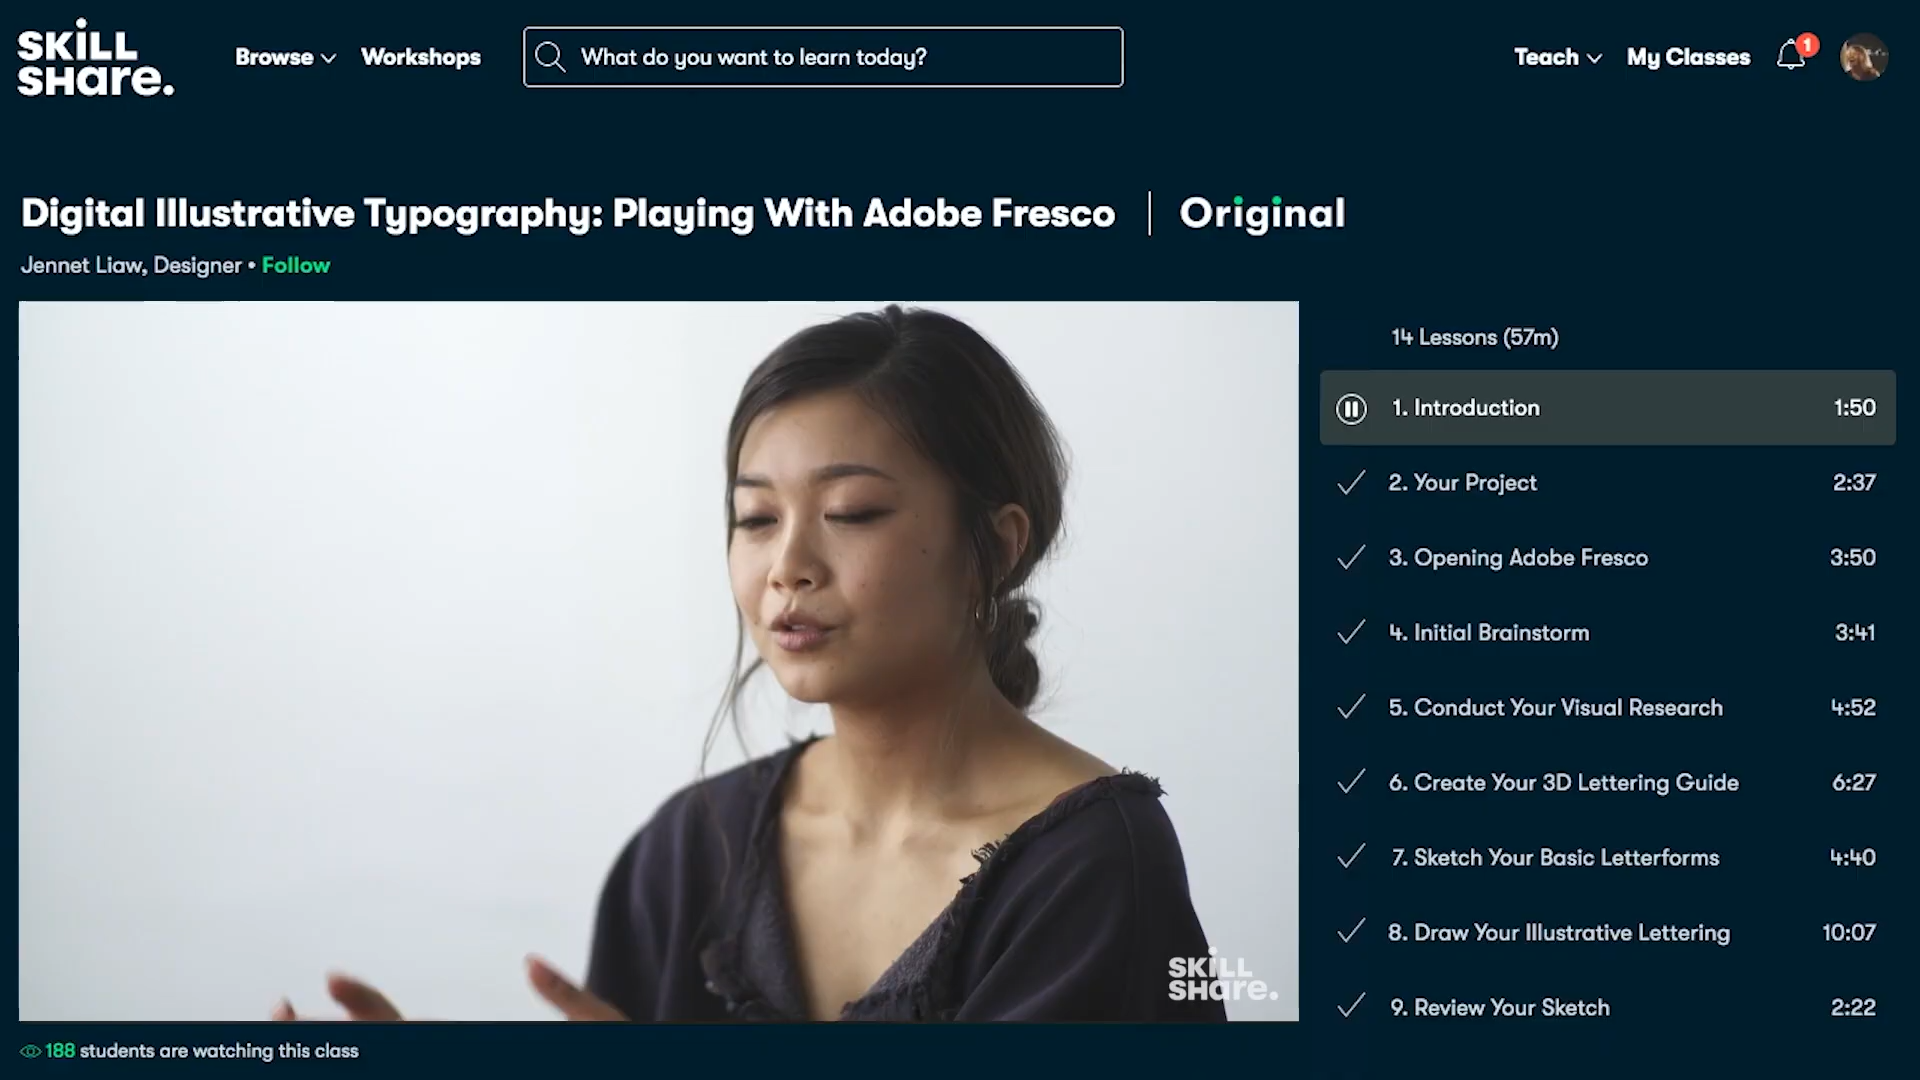 SKILL
SHare.
Browse
Workshops
What do you want to learn today?
Teach
My Classes
1
Digital Illustrative Typography: Playing With Adobe Fresco | Original
Jennet Liaw, Designer • Follow
14 Lessons (57m)
1. Introduction 1:50
2. Your Project 2:37
3. Opening Adobe Fresco 3:50
4. Initial Brainstorm 3:41
5. Conduct Your Visual Research 4:52
6. Create Your 3D Lettering Guide 6:27
7. Sketch Your Basic Letterforms 4:40
8. Draw Your Illustrative Lettering 10:07
9. Review Your Sketch 2:22
SKILL
SHare.
188 students are watching this class